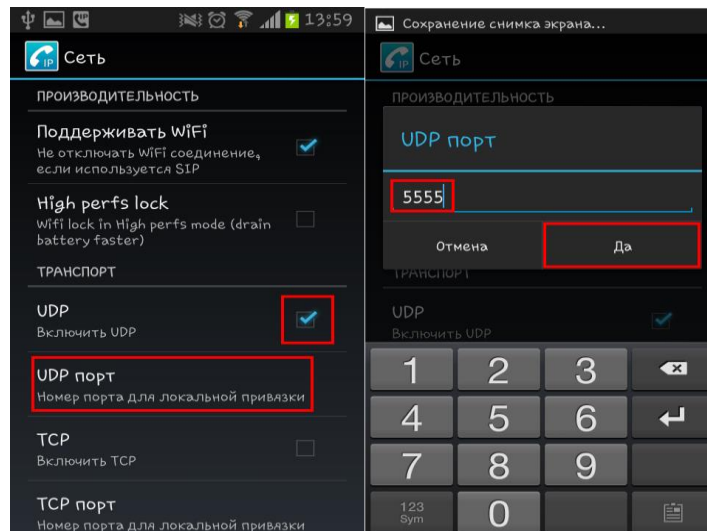 13:59
IP
Сеть
ПРОИЗВОДИТЕЛЬНОСТЬ
Поддерживать WiFi
Не отключать WiFi соединение,
если используется SIP
High perfs lock
Wifi lock in High perfs mode (drain
battery faster)
ТРАНСПОРТ
UDP
Включить UDP
UDP порт
Номер порта для локальной привязки
TCP
Включить TCP
TCP порт
Номер порта для локальной привязки
Сохранение снимка экрана...
IP
Сеть
ПРОИЗВОДИТЕЛЬНОСТЬ
UDP порт
5555
Отмена
Да
ТРАНСПОРТ
UDP
Включить UDP
1 2 3
4 5 6
7 8 9
123
Sym
0